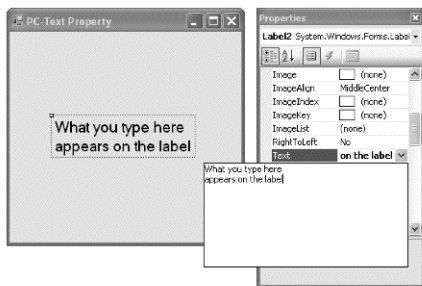 PC-Text Property
What you type here
appears on the label
Properties
Label2 System.Windows.Forms.Label
Image (none)
ImageAlign MiddleCenter
ImageIndex (none)
ImageKey (none)
ImageList (none)
RightToLeft No
Text on the label
What you type here
appears on the label